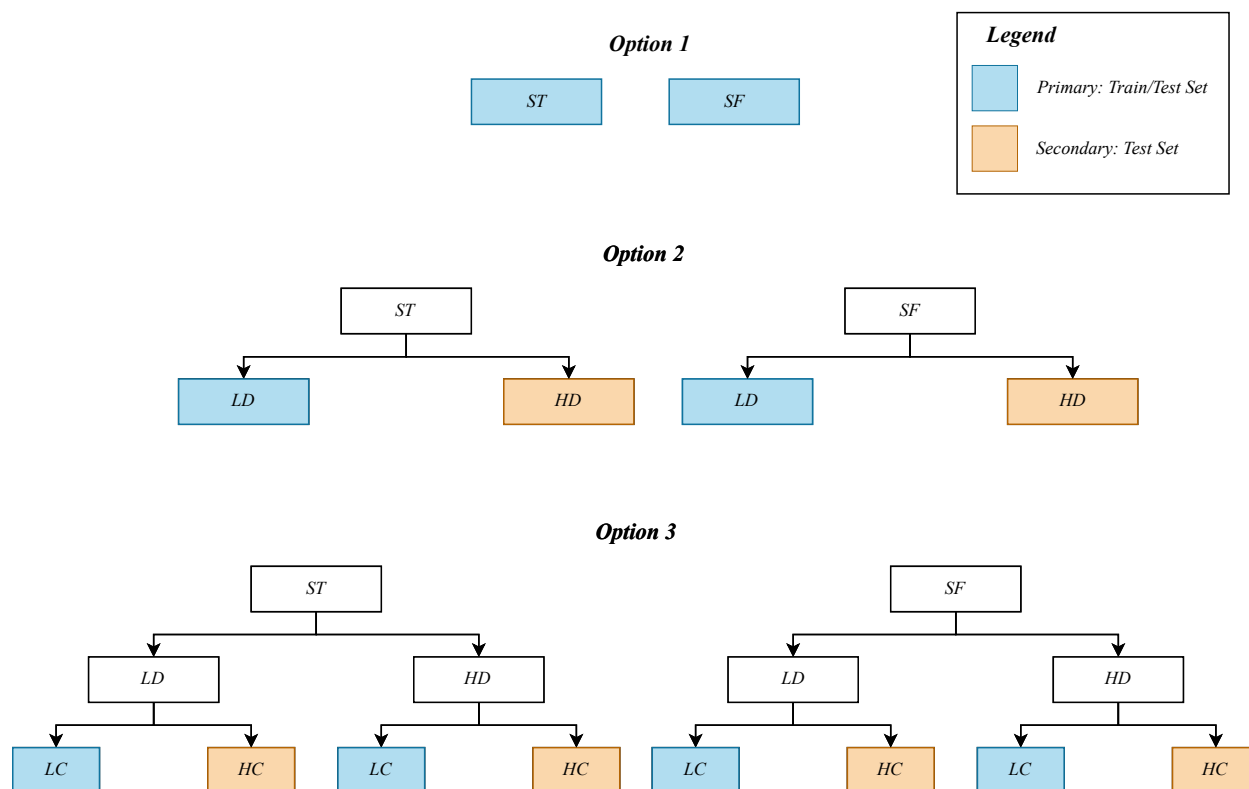 Option 1
ST
SF
Legend
Primary: Train/Test Set
Secondary: Test Set
Option 2
ST
SF
LD
HD
LD
HD
Option 3
ST
SF
LD
HD
LD
HD
LC
HC
LC
HC
LC
HC
LC
HC